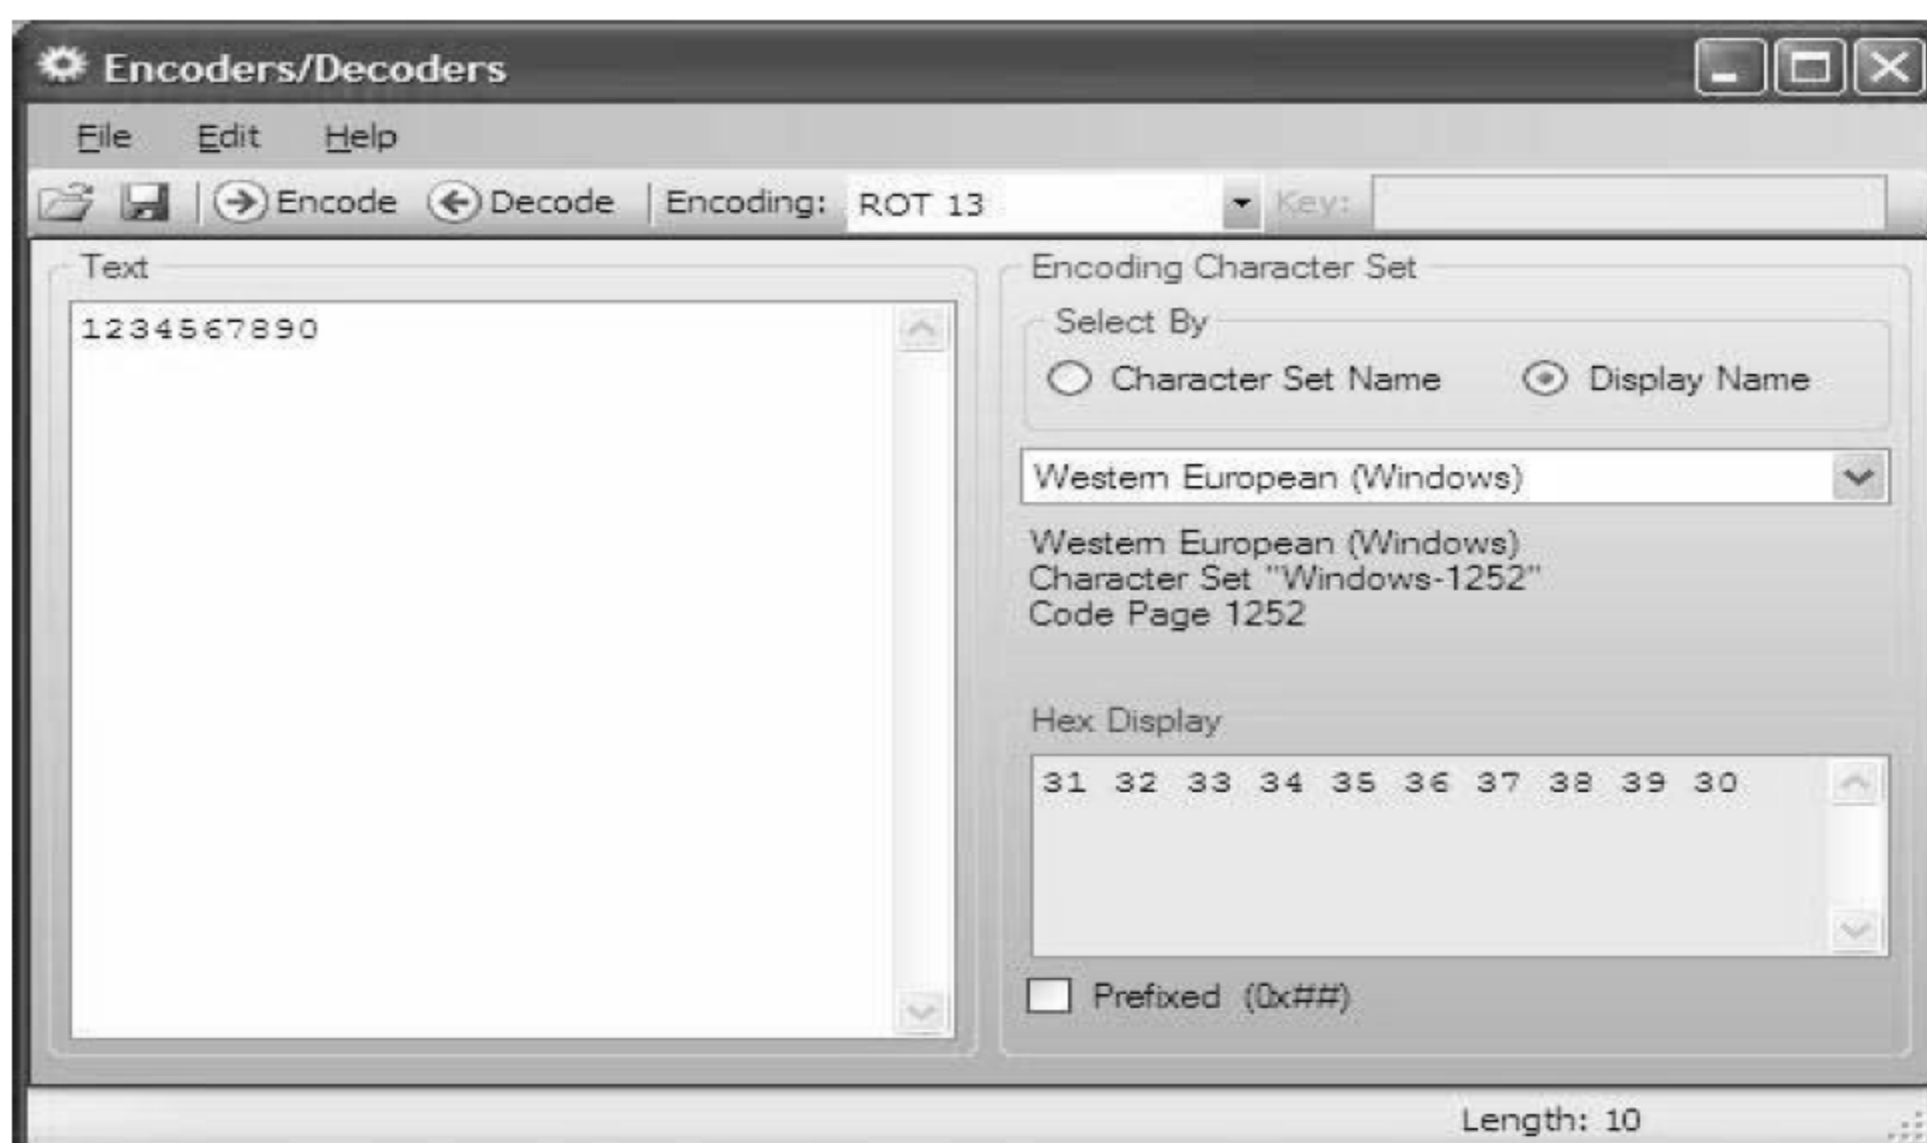 Encoders/Decoders
File Edit Help
Encode Decode Encoding: ROT 13 Key:
Text
1234567890
Encoding Character Set
Select By
Character Set Name Display Name
Western European (Windows)
Western European (Windows)
Character Set "Windows-1252"
Code Page 1252
Hex Display
31 32 33 34 35 36 37 38 39 30
Prefixed (0x##)
Length: 10